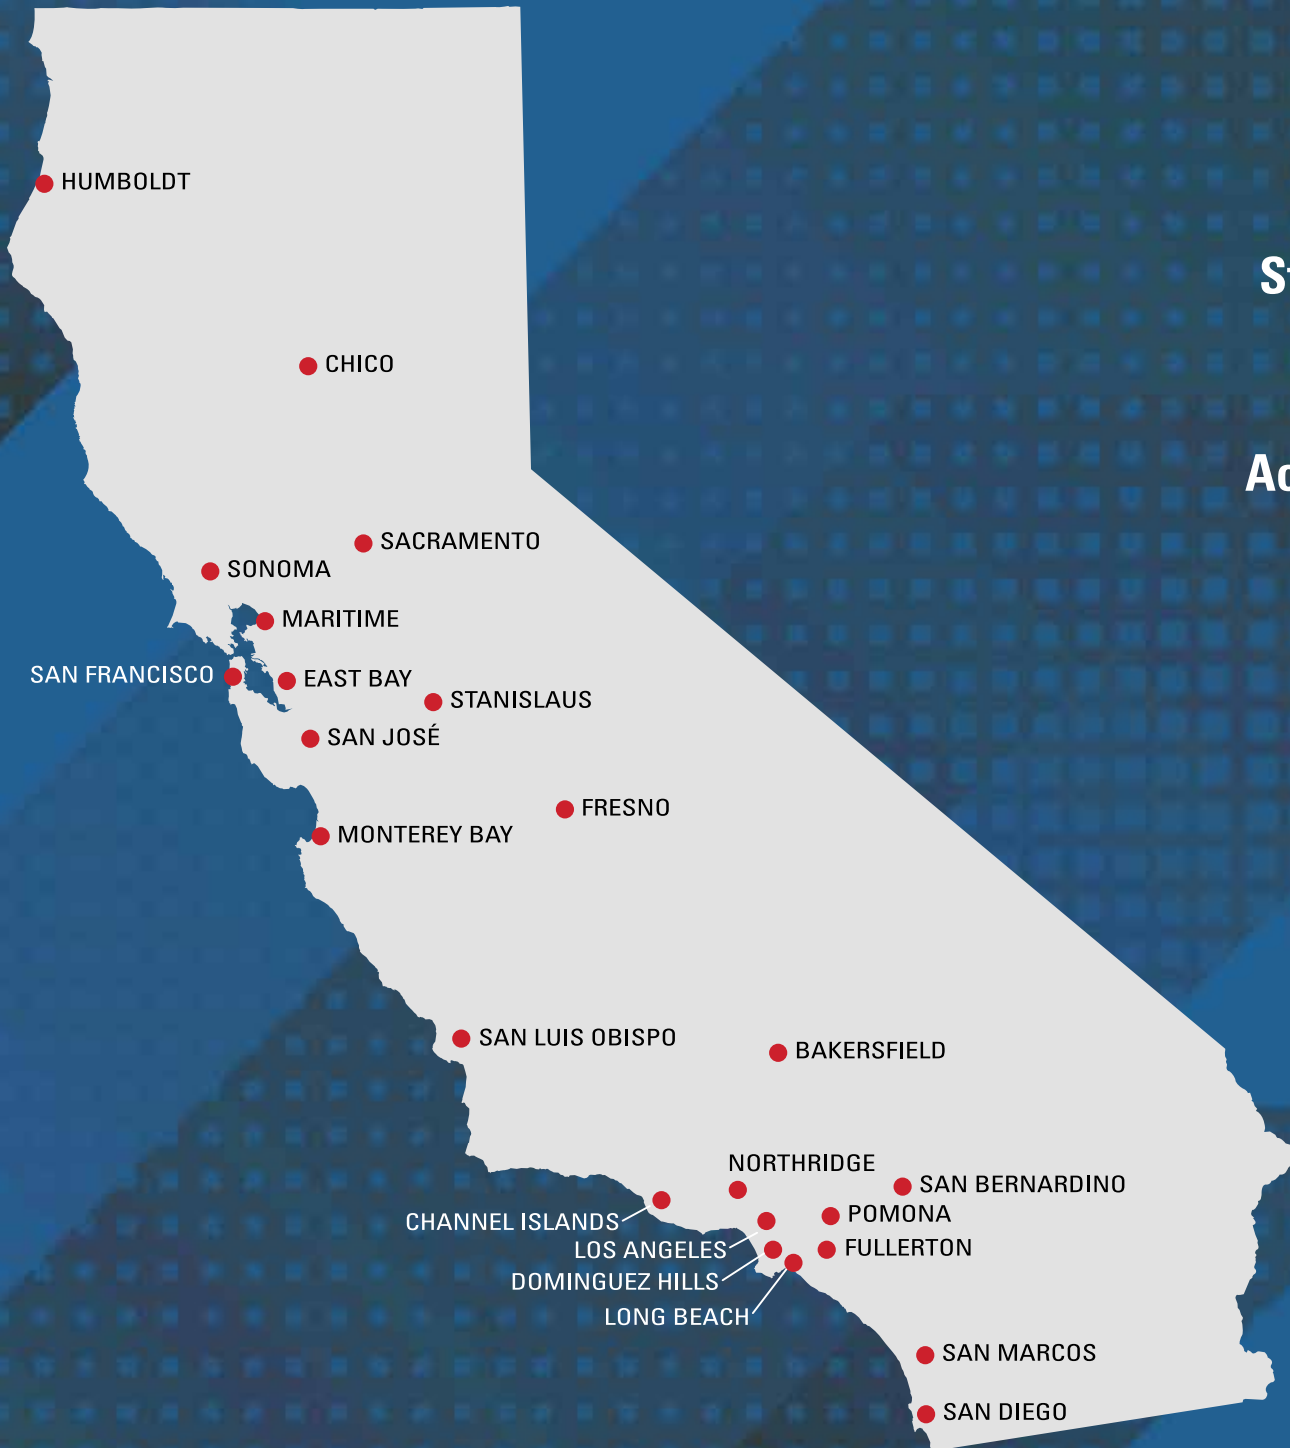 HUMBOLDT
CHICO
SACRAMENTO
SONOMA
MARITIME
SAN FRANCISCO
EAST BAY
STANISLAUS
SAN JOSÉ
FRESNO
MONTEREY BAY
SAN LUIS OBISPO
BAKERSFIELD
NORTHRIDGE
SAN BERNARDINO
CHANNEL ISLANDS
POMONA
LOS ANGELES
FULLERTON
DOMINGUEZ HILLS
LONG BEACH
SAN MARCOS
SAN DIEGO